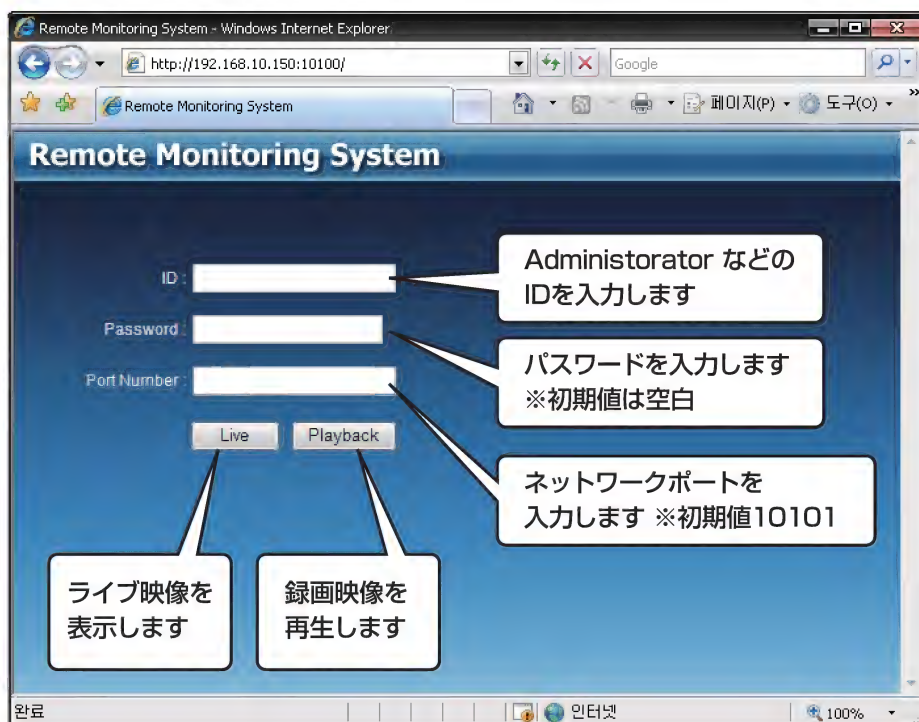 Remote Monitoring System - Windows Internet Explorer
http://192.168.10.150:10100/
Google
Remote Monitoring System
페이지(P)
도구(O)
»
Remote Monitoring System
ID :
Administorator などの
IDを入力します
Password :
パスワードを入力します
※初期値は空白
Port Number :
ネットワークポートを
入力します ※初期値10101
Live
Playback
ライブ映像を
表示します
録画映像を
再生します
완료
인터넷
100%